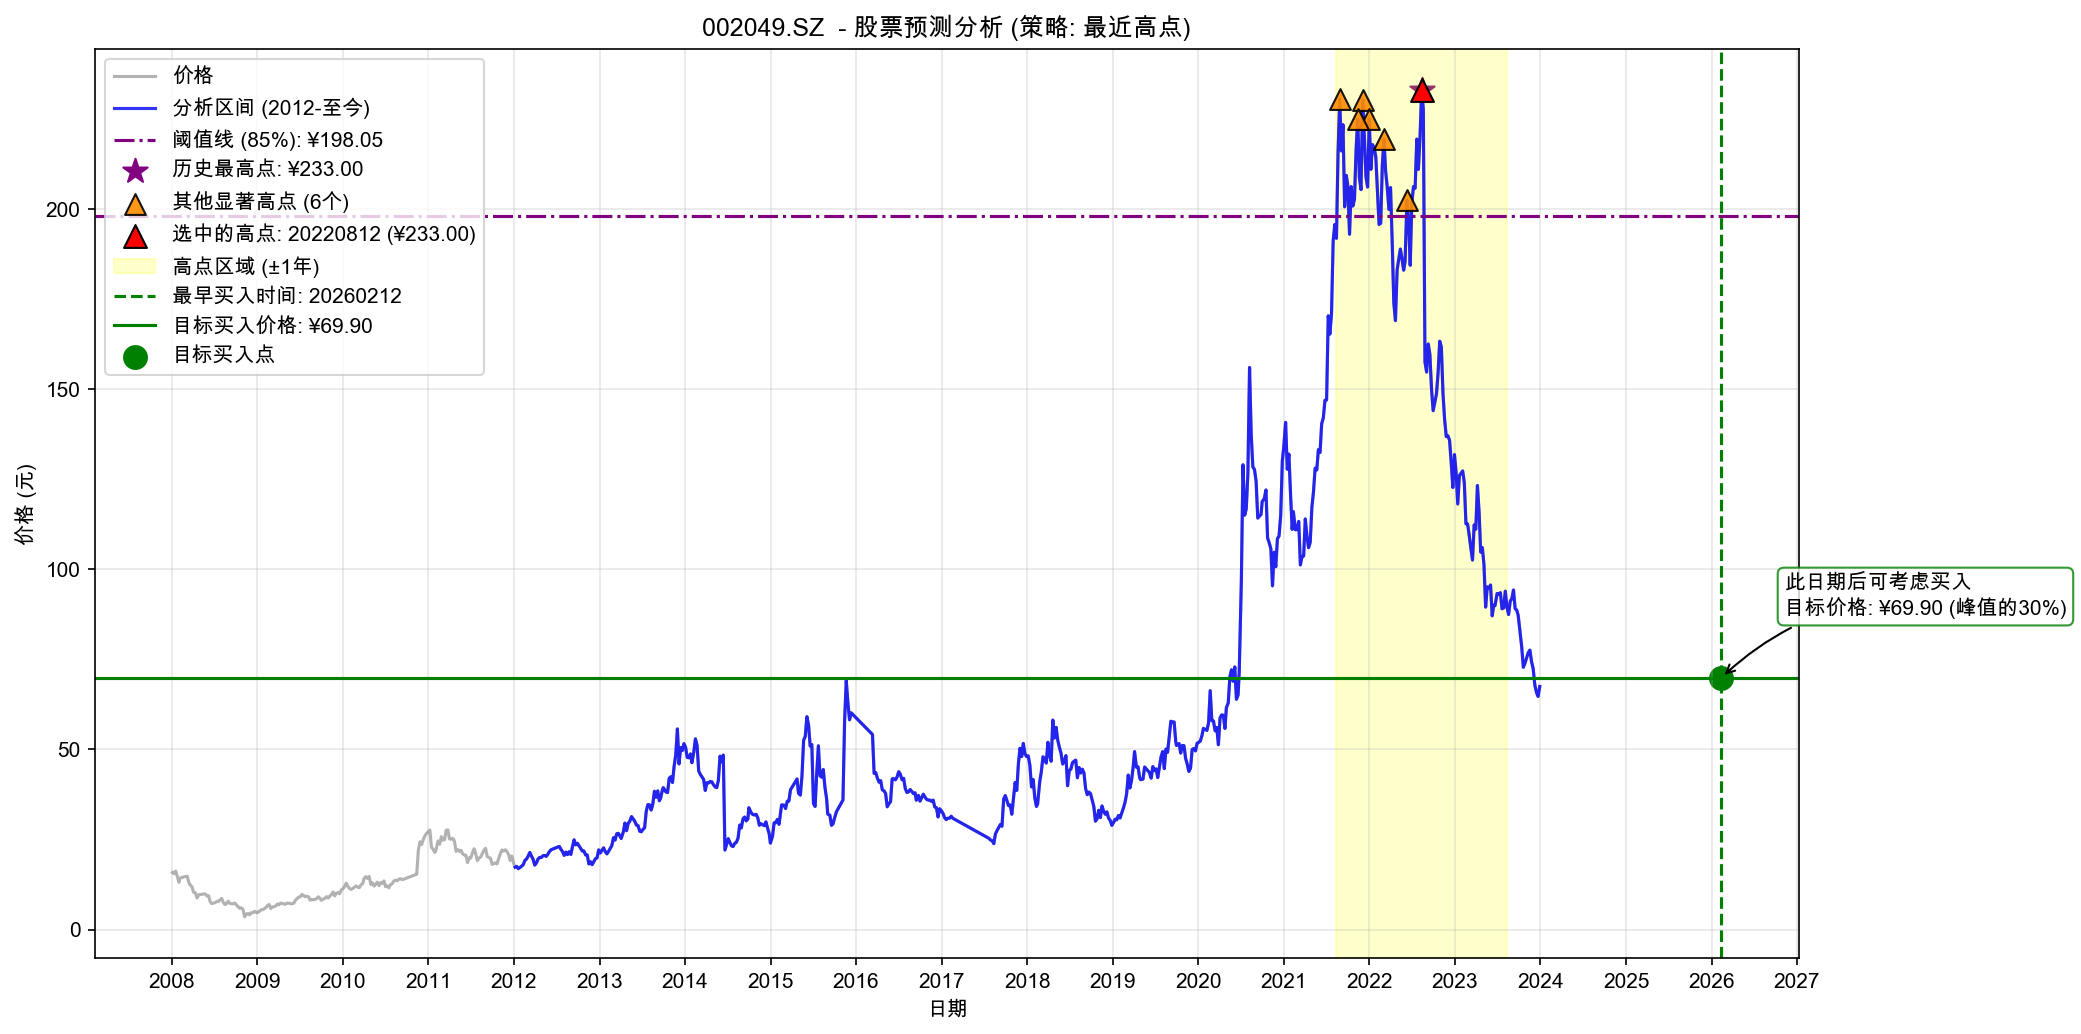 002049.SZ  - 股票预测分析 (策略: 最近高点)
价格
分析区间 (2012-至今)
阈值线 (85%): ¥198.05
历史最高点: ¥233.00
其他显著高点 (6个)
选中的高点: 20220812 (¥233.00)
高点区域 (±1年)
最早买入时间: 20260212
目标买入价格: ¥69.90
目标买入点
价格 (元)
200
150
100
50
0
此日期后可考虑买入
目标价格: ¥69.90 (峰值的30%)
2008 2009 2010 2011 2012 2013 2014 2015 2016 2017 2018 2019 2020 2021 2022 2023 2024 2025 2026 2027
日期